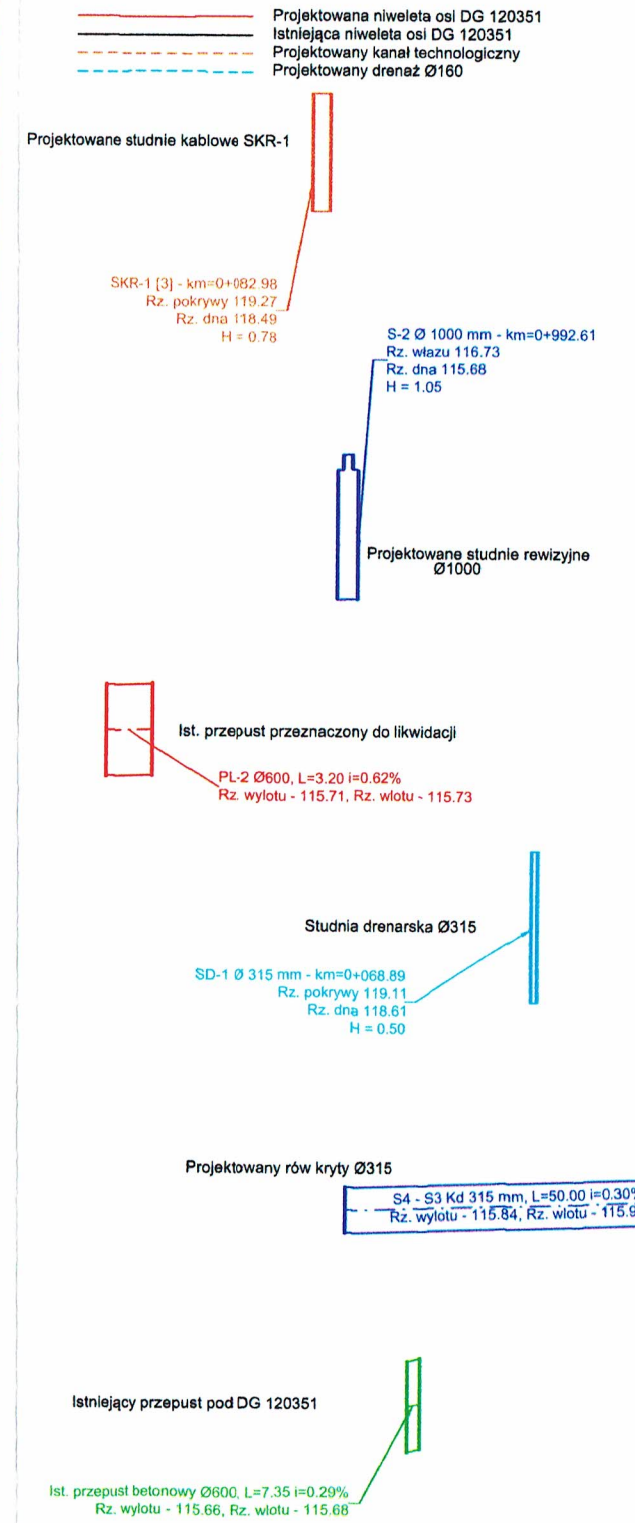 Projektowana niweleta osi DG 120351
Istniejąca niweleta osi DG 120351
Projektowany kanał technologiczny
Projektowany drenaż Ø160
Projektowane studnie kablowe SKR-1
SKR-1 [3] - km=0+082.98
Rz. pokrywy 119.27
Rz. dna 118.49
H = 0.78
S-2 Ø 1000 mm - km=0+992.61
Rz. włazu 116.73
Rz. dna 115.68
H = 1.05
Projektowane studnie rewizyjne
Ø1000
Ist. przepust przeznaczony do likwidacji
PL-2 Ø600, L=3.20 i=0.62%
Rz. wylotu - 115.71, Rz. wlotu - 115.73
Studnia drenarska Ø315
SD-1 Ø 315 mm - km=0+068.89
Rz. pokrywy 119.11
Rz. dna 118.61
H = 0.50
Projektowany rów kryty Ø315
S4 - S3 Kd 315 mm, L=50.00 i=0.30%
Rz. wylotu - 115.84, Rz. wlotu - 115.9
Istniejący przepust pod DG 120351
Ist. przepust betonowy Ø600, L=7.35 i=0.29%
Rz. wylotu - 115.66, Rz. wlotu - 115.68